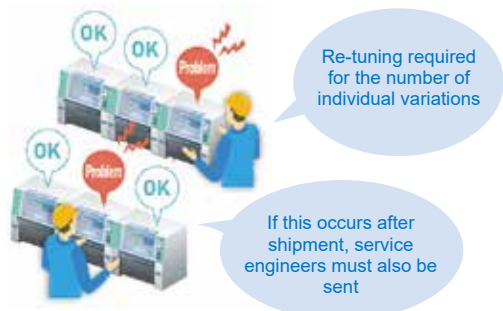 OK
OK
Problem
Re-tuning required
for the number of
individual variations
OK
Problem
OK
If this occurs after
shipment, service
engineers must also be
sent